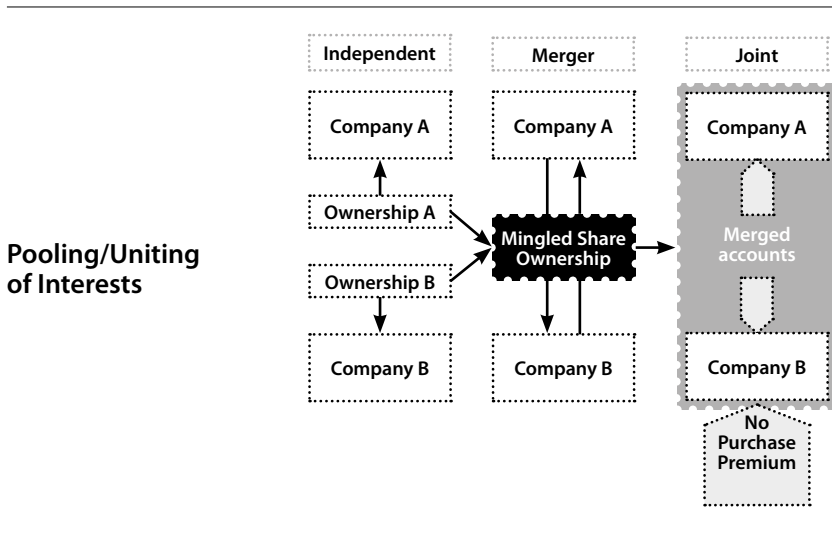 Independent
Merger
Joint
Company A
Company A
Company A
Ownership A
Pooling/Uniting
of Interests
Mingled Share
Ownership
Merged
accounts
Ownership B
Company B
Company B
Company B
No
Purchase
Premium